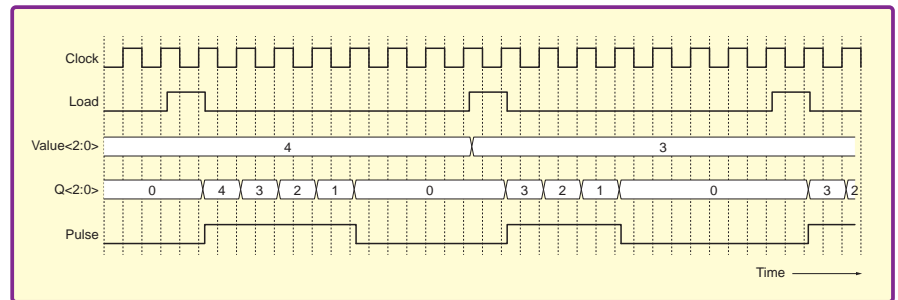 Clock
Load
Value<2:0> 4 3
Q<2:0> 0 4 3 2 1 0 3 2 1 0 3 2
Pulse
Time